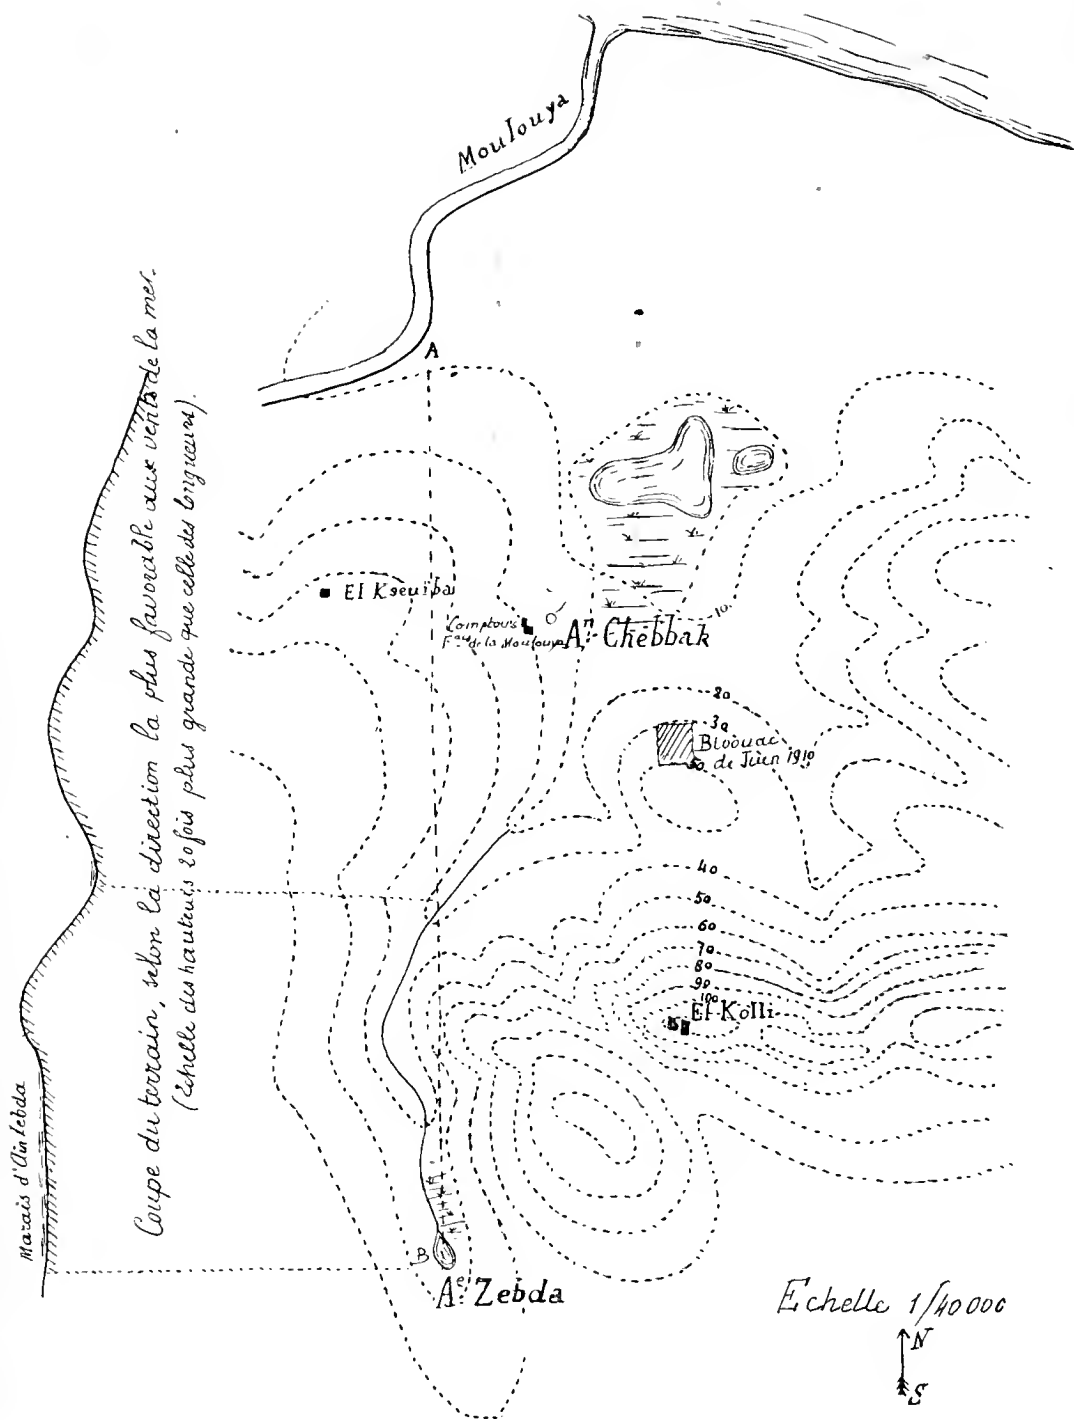 Moulouya
A
Coupe du terrain, selon la direction la plus favorable aux vents de la mer.
(Echelle des hauteurs 20 fois plus grande que celle des longueurs).
El Kseuiba
Comptoirs
Fçais de la Moulouya
Aⁿ Chebbak
10
20
30
Bivouac
50 de Juin 1910
40
50
60
70
80
90
100
El-Kolli
Marais d'Aïn Zebda
B
Aⁿ Zebda
Echelle 1/40000
N
S